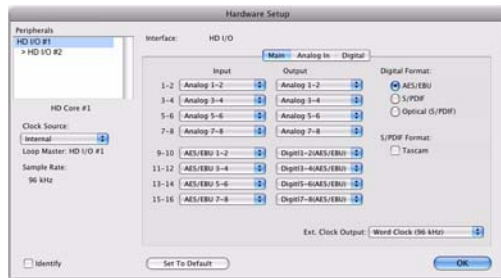 Hardware Setup
Peripherals
HD I/O #1
> HD I/O #2
HD Core #1
Clock Source:
Internal
Loop Master: HD I/O #1
Sample Rate:
96 kHz
Identify
Interface: HD I/O
Main Analog In Digital
Input Output
1-2 Analog 1-2 Analog 1-2
3-4 Analog 3-4 Analog 3-4
5-6 Analog 5-6 Analog 5-6
7-8 Analog 7-8 Analog 7-8
9-10 AES/EBU 1-2 Digitl1-2(AES/EBU)
11-12 AES/EBU 3-4 Digitl3-4(AES/EBU)
13-14 AES/EBU 5-6 Digitl5-6(AES/EBU)
15-16 AES/EBU 7-8 Digitl7-8(AES/EBU)
Digital Format:
AES/EBU
S/PDIF
Optical (S/PDIF)
S/PDIF Format:
Tascam
Ext. Clock Output: Word Clock (96 kHz)
Set To Default
OK